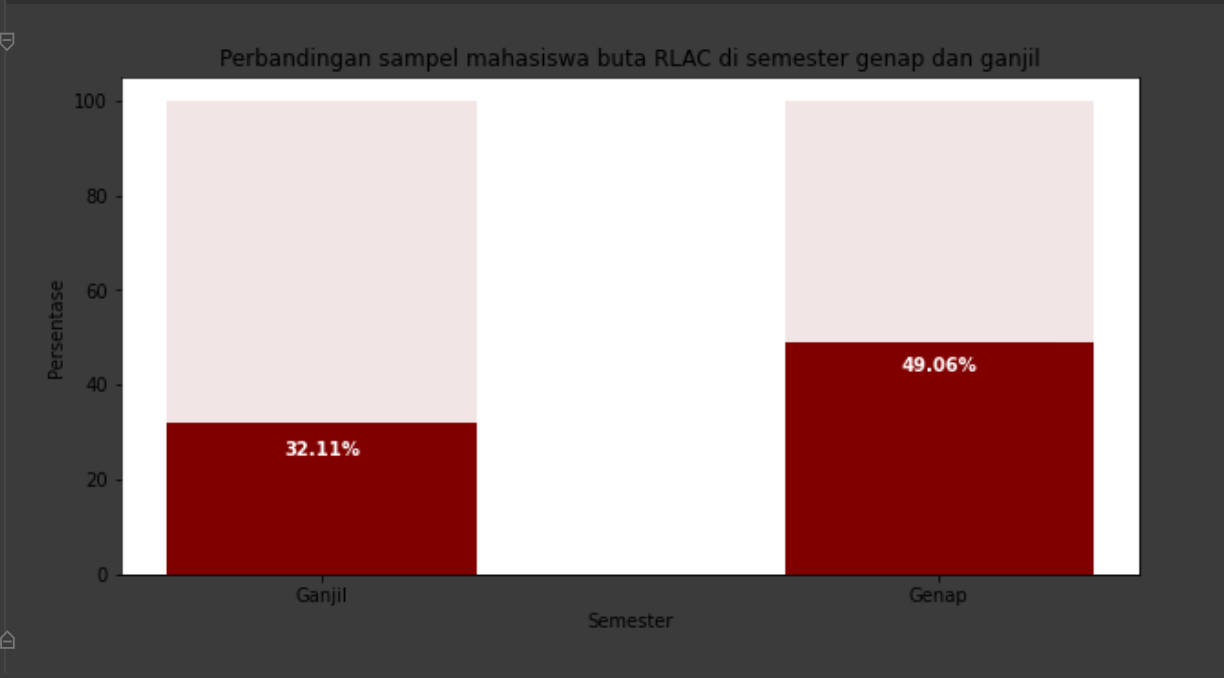 Perbandingan sampel mahasiswa buta RLAC di semester genap dan ganjil
100
80
60
40
20
0
Persentase
32.11%
49.06%
Ganjil
Genap
Semester